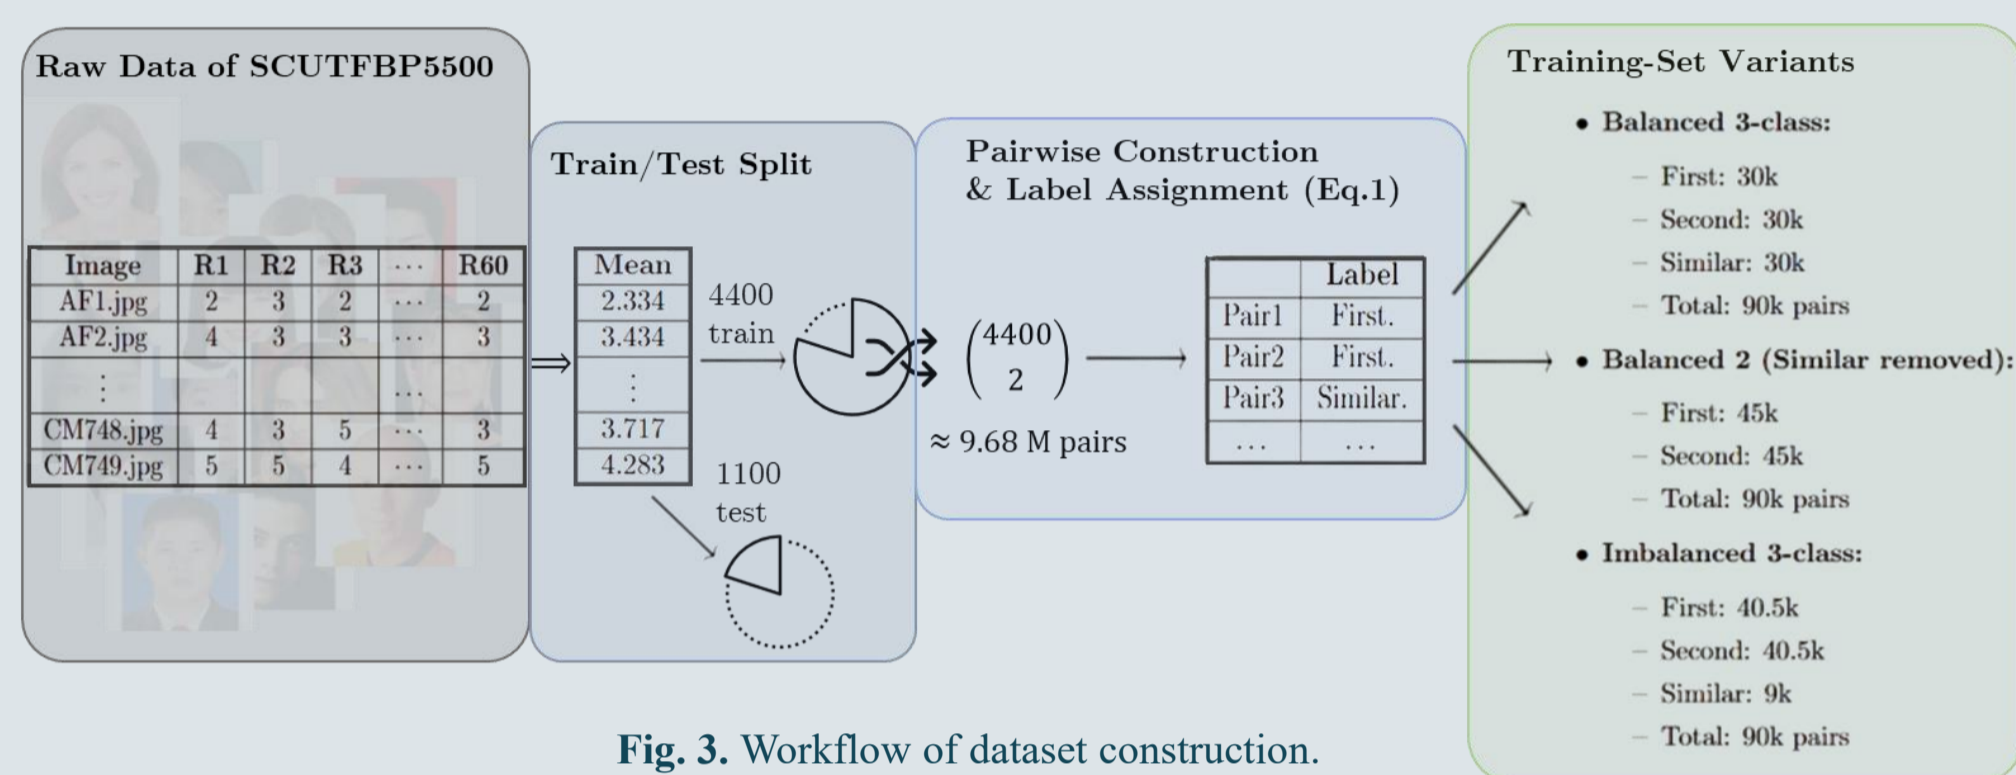 Raw Data of SCUTFBP5500
Image R1 R2 R3 ... R60
AF1.jpg 2 3 2 ... 2
AF2.jpg 4 3 3 ... 3
⋮ ...
CM748.jpg 4 3 5 ... 3
CM749.jpg 5 5 4 ... 5
⇒
Train/Test Split
Mean
2.334
3.434
⋮
3.717
4.283
4400
train
1100
test
Pairwise Construction
& Label Assignment (Eq.1)
(4400
2)
≈ 9.68 M pairs
Label
Pair1 First.
Pair2 First.
Pair3 Similar.
... ...
Training-Set Variants
• Balanced 3-class:
– First: 30k
– Second: 30k
– Similar: 30k
– Total: 90k pairs
• Balanced 2 (Similar removed):
– First: 45k
– Second: 45k
– Total: 90k pairs
• Imbalanced 3-class:
– First: 40.5k
– Second: 40.5k
– Similar: 9k
– Total: 90k pairs
Fig. 3. Workflow of dataset construction.